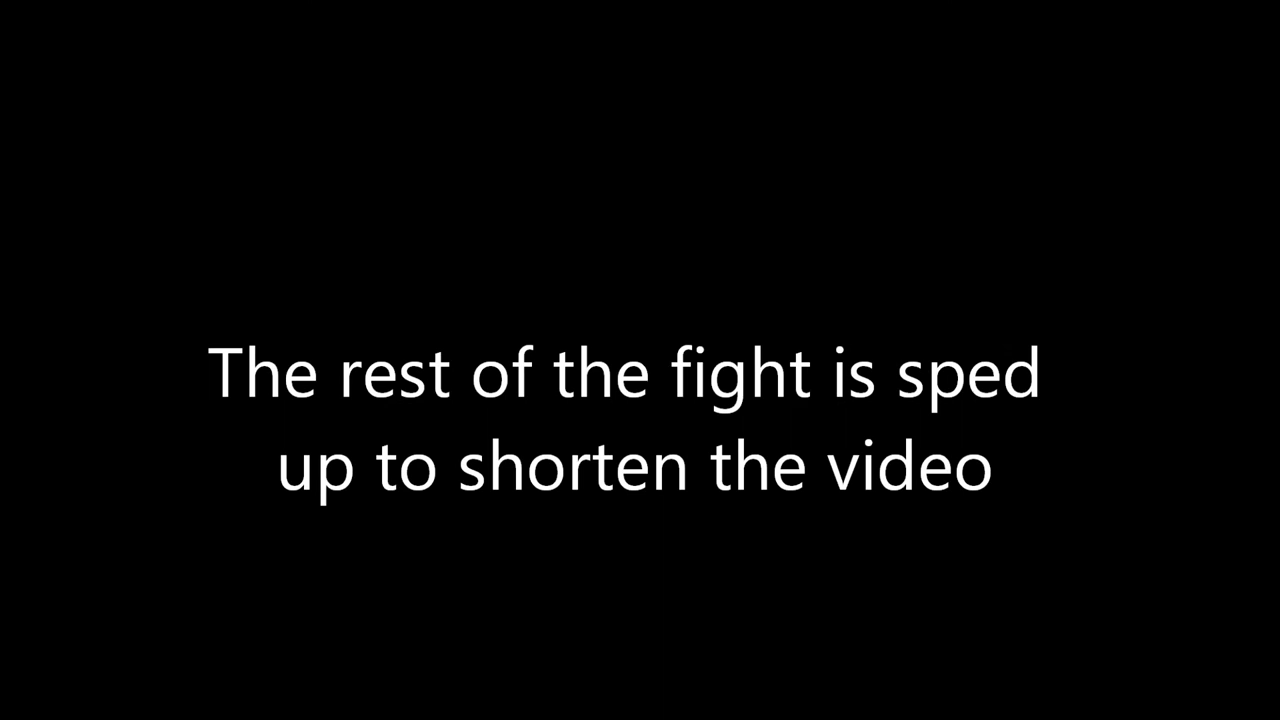 The rest of the fight is sped
up to shorten the video